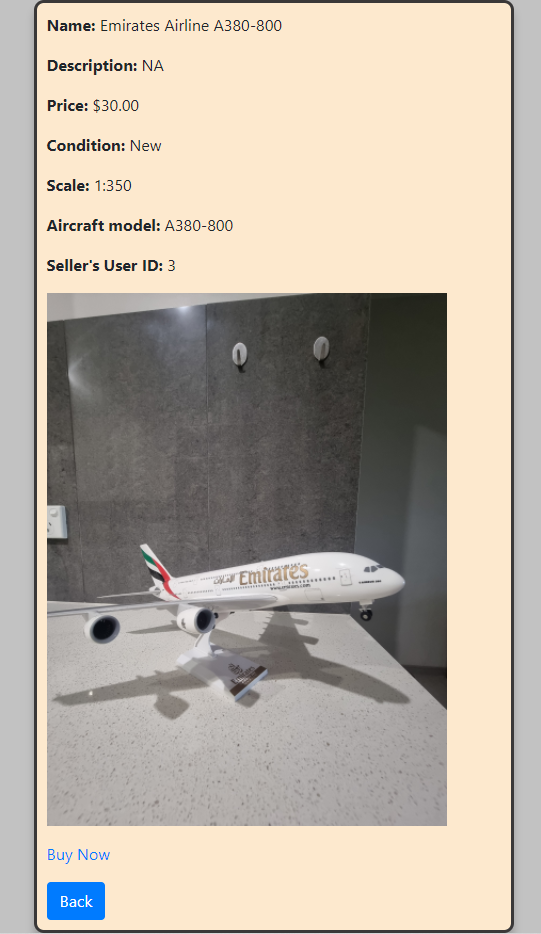 Name: Emirates Airline A380-800
Description: NA
Price: $30.00
Condition: New
Scale: 1:350
Aircraft model: A380-800
Seller's User ID: 3
Emirates
Buy Now
Back